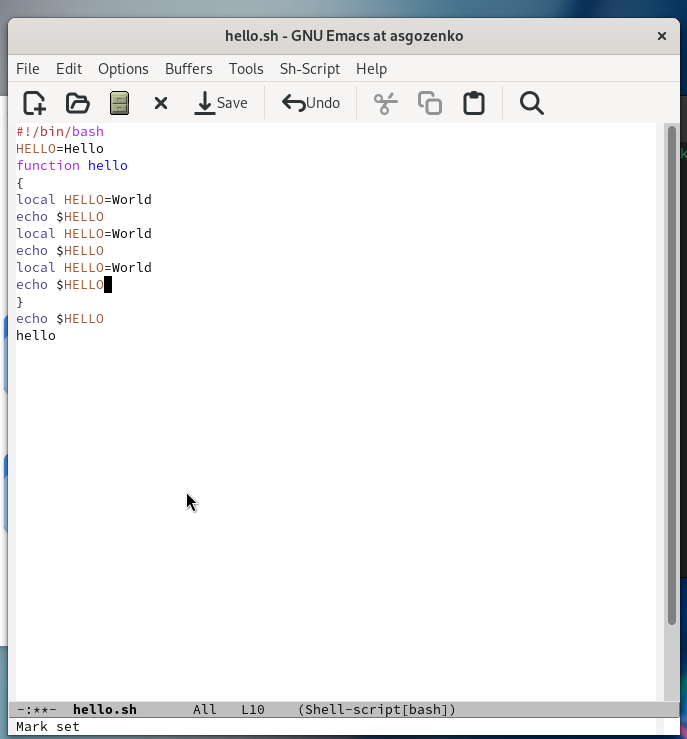 hello.sh - GNU Emacs at asgozenko
File Edit Options Buffers Tools Sh-Script Help
Save Undo
#!/bin/bash
HELLO=Hello
function hello
{
local HELLO=World
echo $HELLO
local HELLO=World
echo $HELLO
local HELLO=World
echo $HELLO
}
echo $HELLO
hello
-:**- hello.sh All L10 (Shell-script[bash])
Mark set